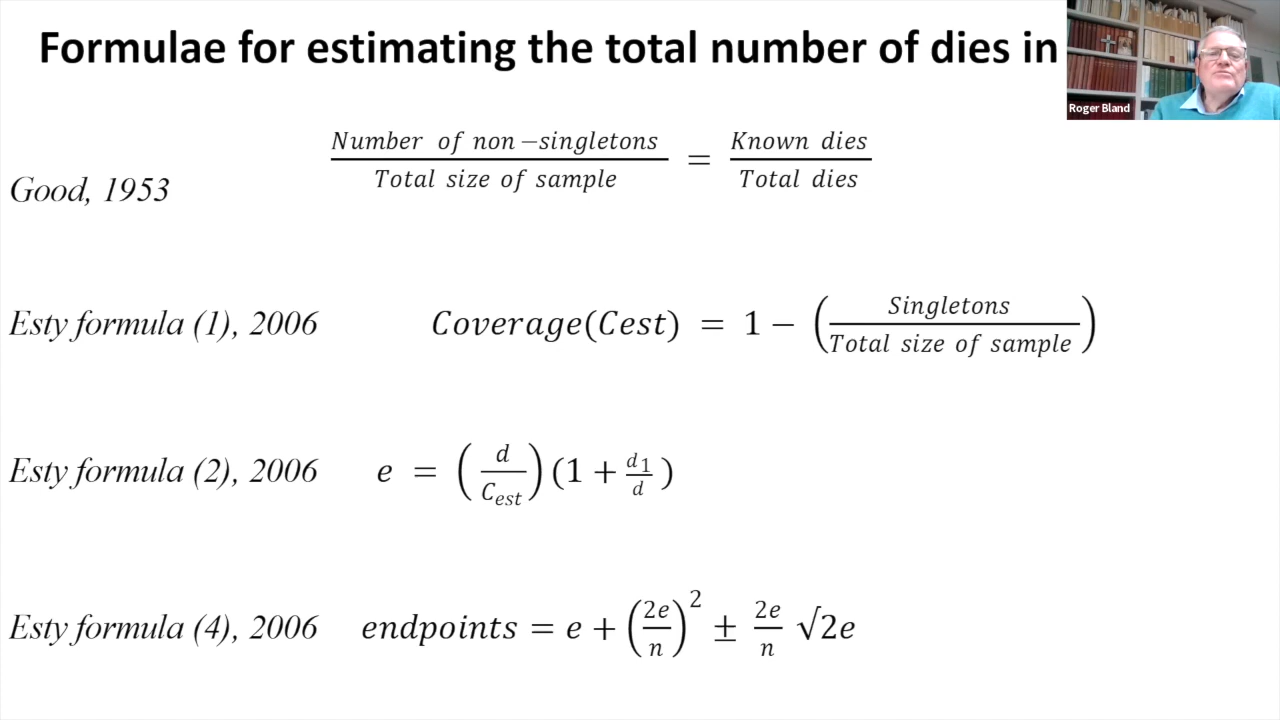 Formulae for estimating the total number of dies in
Roger Bland
Good, 1953
Number of non−singletons / Total size of sample = Known dies / Total dies
Esty formula (1), 2006 Coverage(Cest) = 1 − (Singletons / Total size of sample)
Esty formula (2), 2006 e = (d / C_est)(1 + d1 / d)
Esty formula (4), 2006 endpoints = e + (2e / n)² ± 2e / n √2e